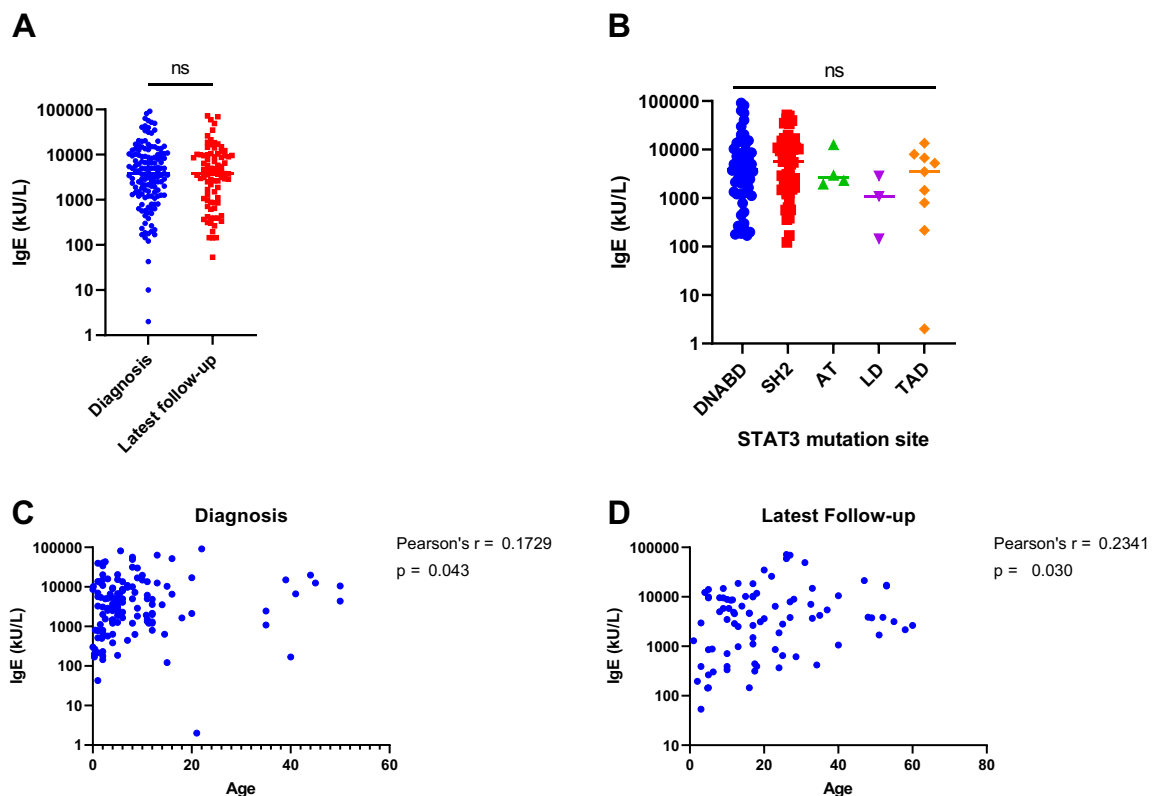 A
ns
100000
10000
1000
100
10
1
IgE (kU/L)
Diagnosis
Latest follow-up
B
ns
100000
10000
1000
100
10
1
IgE (kU/L)
DNABD
SH2
AT
LD
TAD
STAT3 mutation site
C
Diagnosis
Pearson's r = 0.1729
p = 0.043
100000
10000
1000
100
10
1
IgE (kU/L)
0
20
40
60
Age
D
Latest Follow-up
Pearson's r = 0.2341
p = 0.030
100000
10000
1000
100
10
IgE (kU/L)
0
20
40
60
80
Age